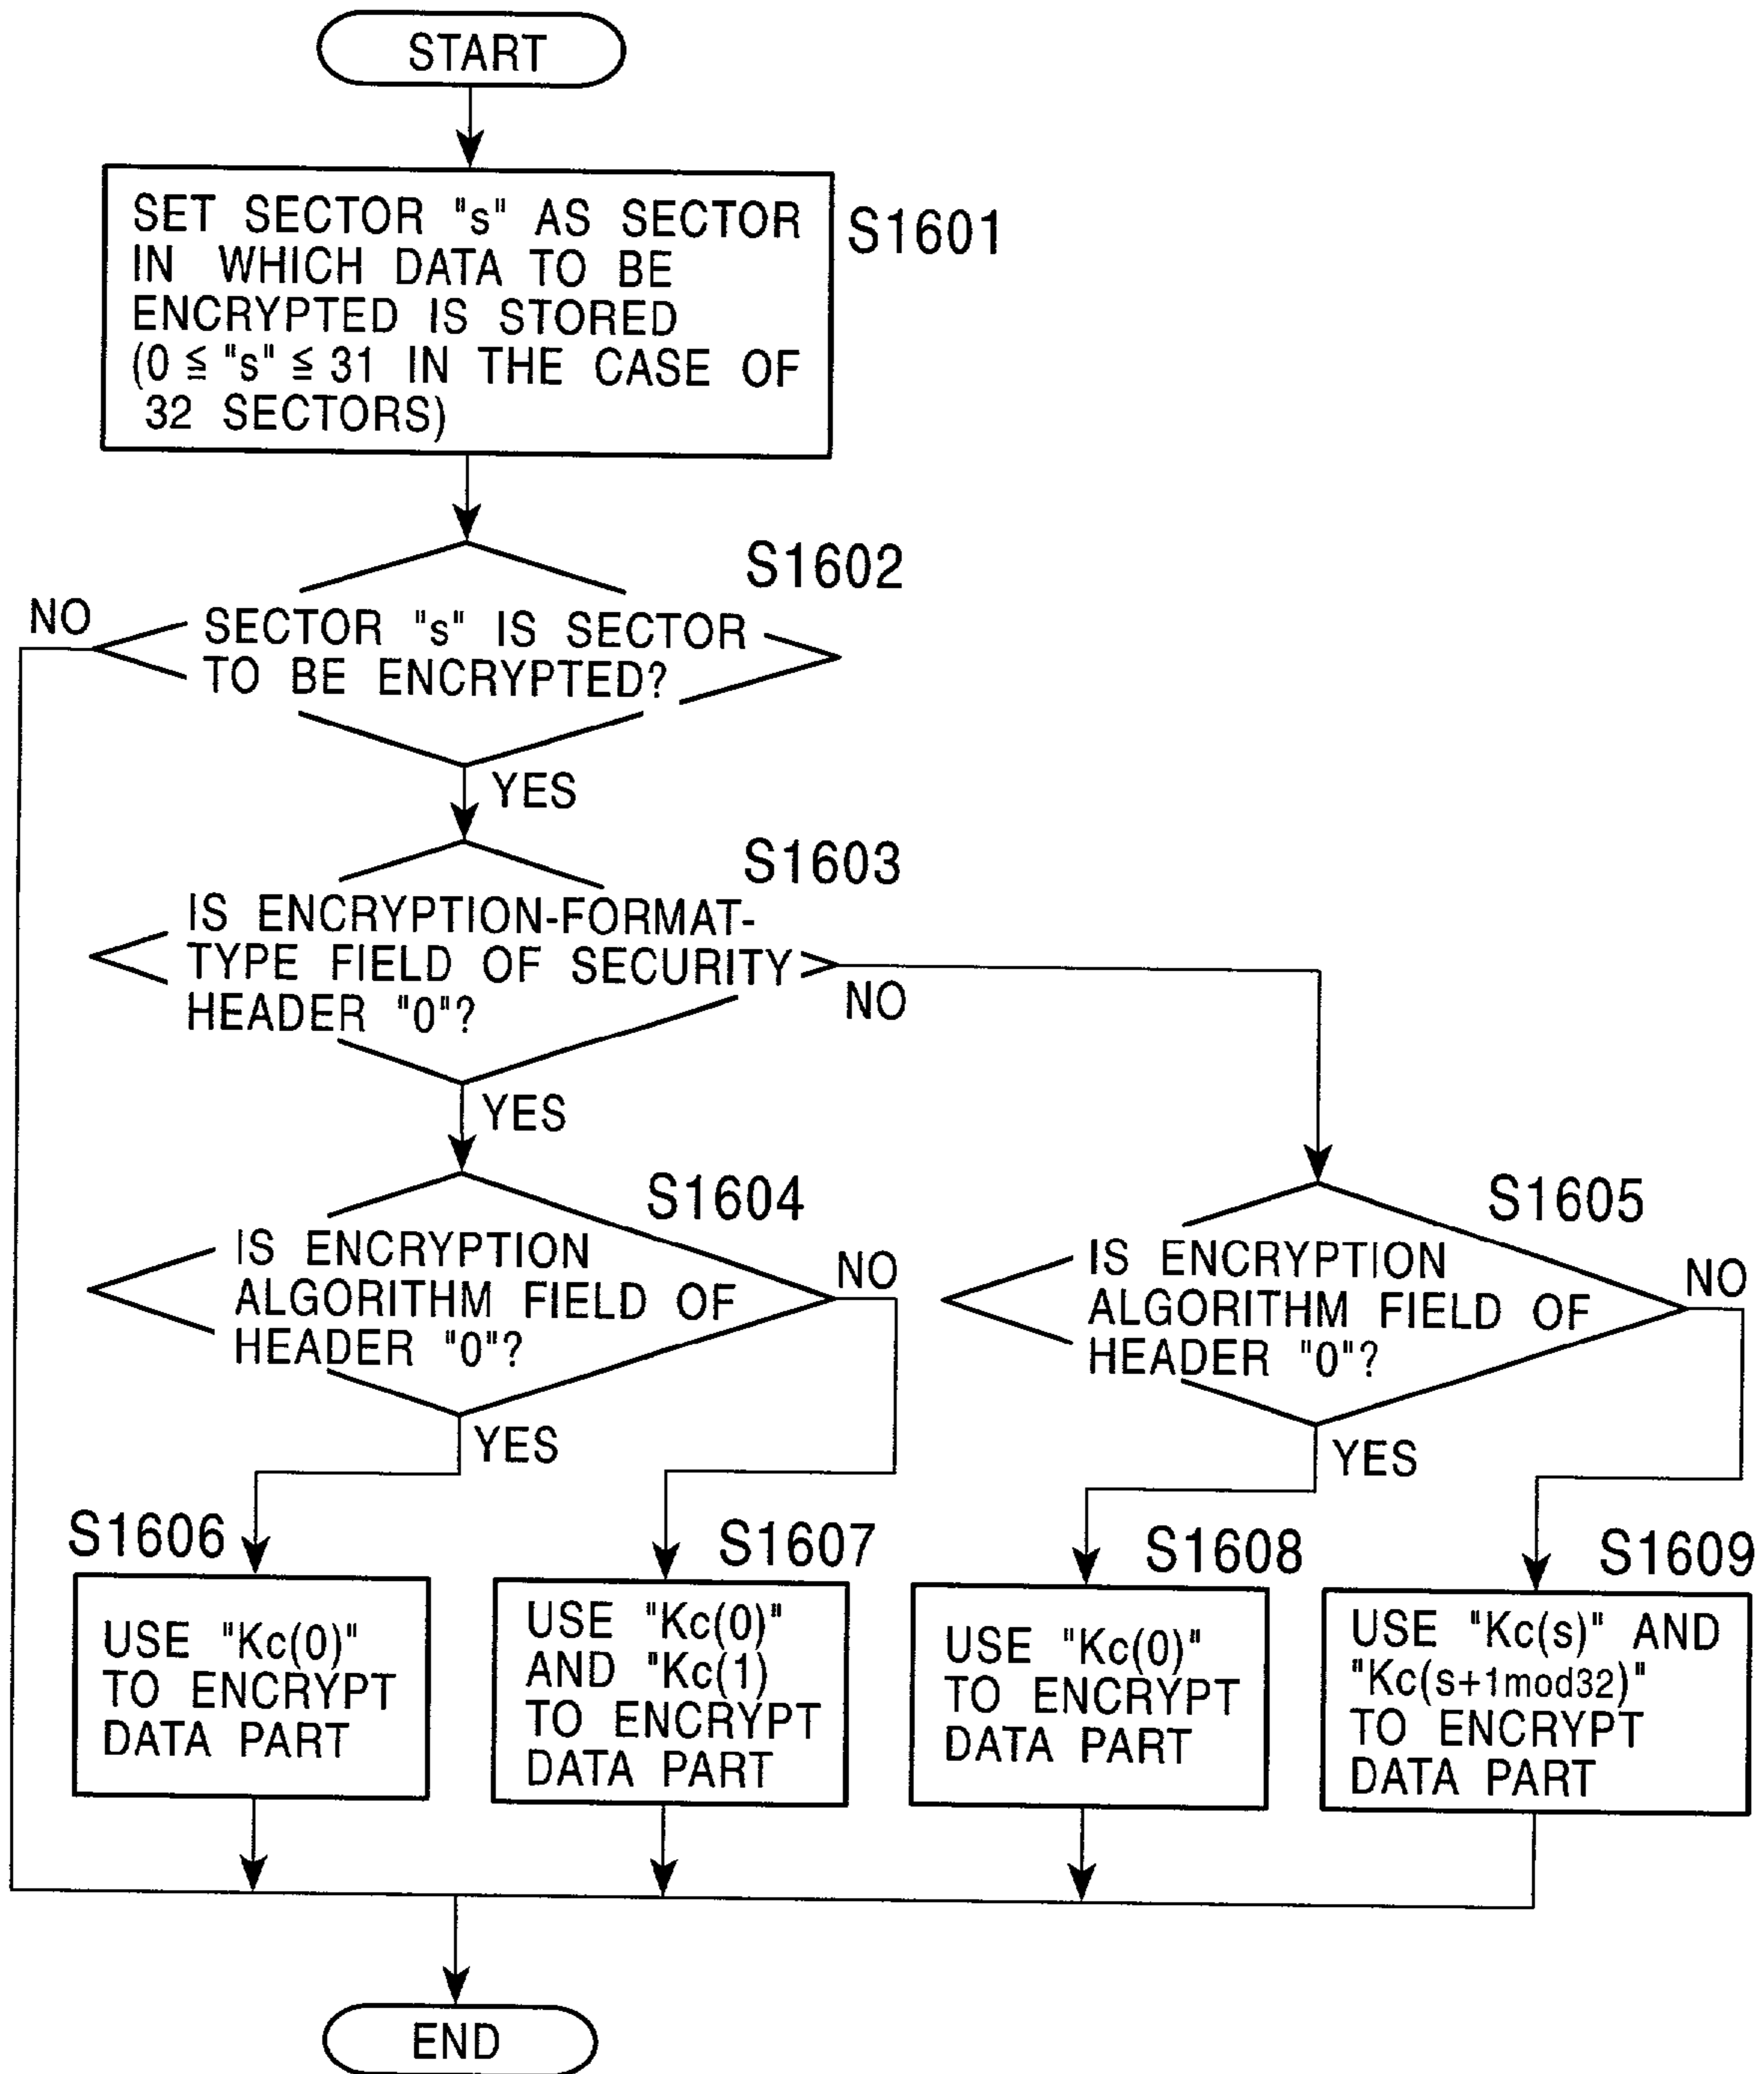 START
SET SECTOR "s" AS SECTOR
IN WHICH DATA TO BE
ENCRYPTED IS STORED
(0 ≦ "s" ≦ 31 IN THE CASE OF
32 SECTORS)
S1601
S1602
NO
SECTOR "s" IS SECTOR
TO BE ENCRYPTED?
YES
S1603
IS ENCRYPTION-FORMAT-
TYPE FIELD OF SECURITY
HEADER "0"?
NO
YES
S1604
IS ENCRYPTION
ALGORITHM FIELD OF
HEADER "0"?
NO
YES
S1605
IS ENCRYPTION
ALGORITHM FIELD OF
HEADER "0"?
NO
YES
S1606
USE "Kc(0)"
TO ENCRYPT
DATA PART
S1607
USE "Kc(0)"
AND "Kc(1)
TO ENCRYPT
DATA PART
S1608
USE "Kc(0)"
TO ENCRYPT
DATA PART
S1609
USE "Kc(s)" AND
"Kc(s+1mod32)"
TO ENCRYPT
DATA PART
END